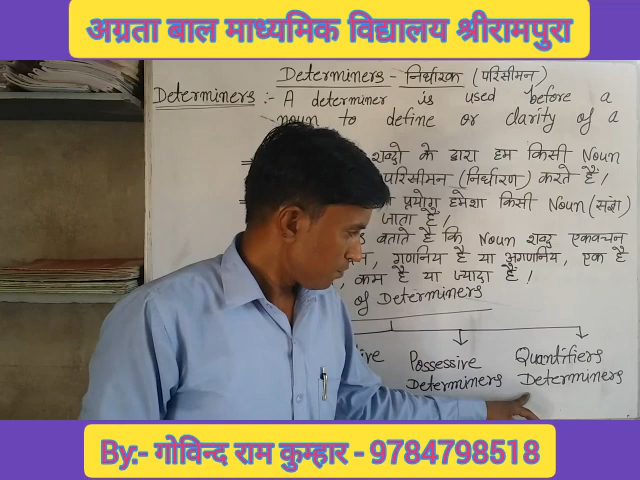 अग्रता बाल माध्यमिक विद्यालय श्रीरामपुरा
Determiners - निर्धारक (परिसीमन)
Determiners :- A determiner is used before a
noun to define or clarity of a
शब्दो के द्वारा हम किसी Noun
परिसीमन (निर्धारण) करते हैं।
प्रयोग हमेशा किसी Noun (संज्ञा)
जाता है।
बताते है कि Noun शब्द एकवचन
, गणनिय है या अगणनिय, एक है
, कम है या ज्यादा है।
of Determiners
Possessive Quantifiers
Determiners Determiners
By:- गोविन्द राम कुम्हार - 9784798518